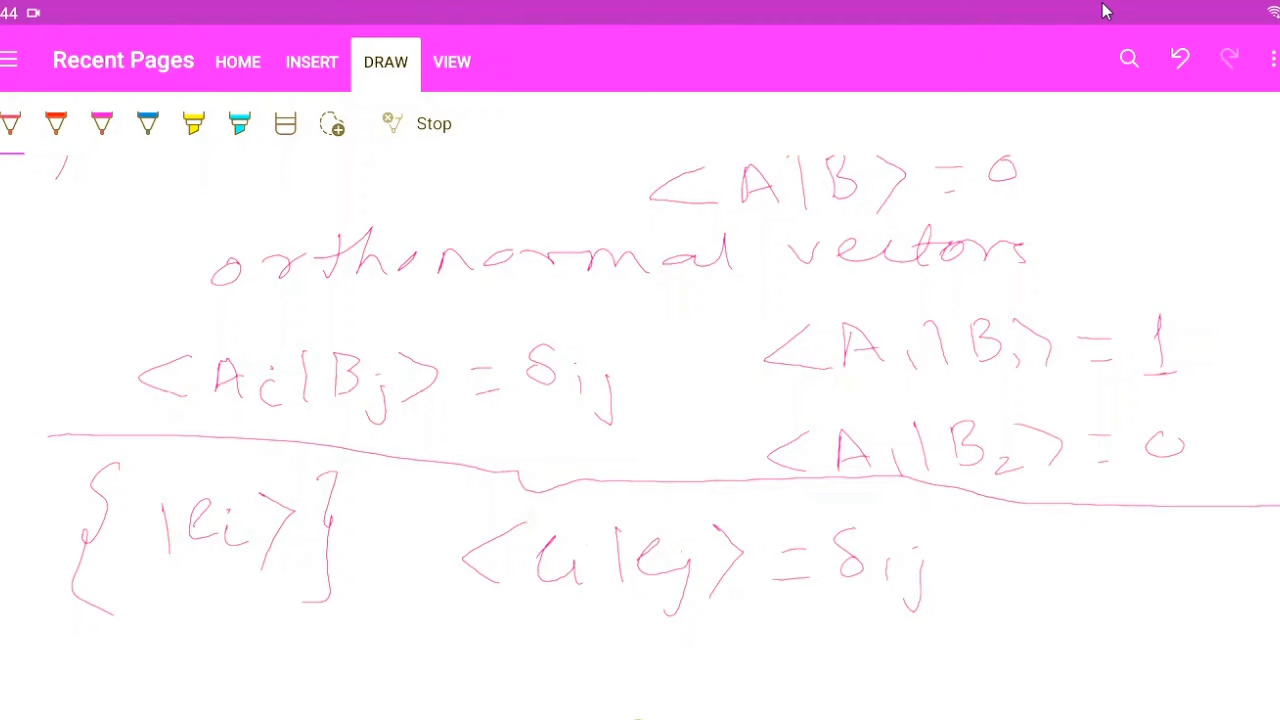 44
Recent Pages HOME INSERT DRAW VIEW
Stop
<A|B> = 0
orthonormal vectors
<A₁|B₁> = 1
<Aᵢ|Bⱼ> = δᵢⱼ
<A₁|B₂> = 0
{|eᵢ>}
<eᵢ|eⱼ> = δᵢⱼ